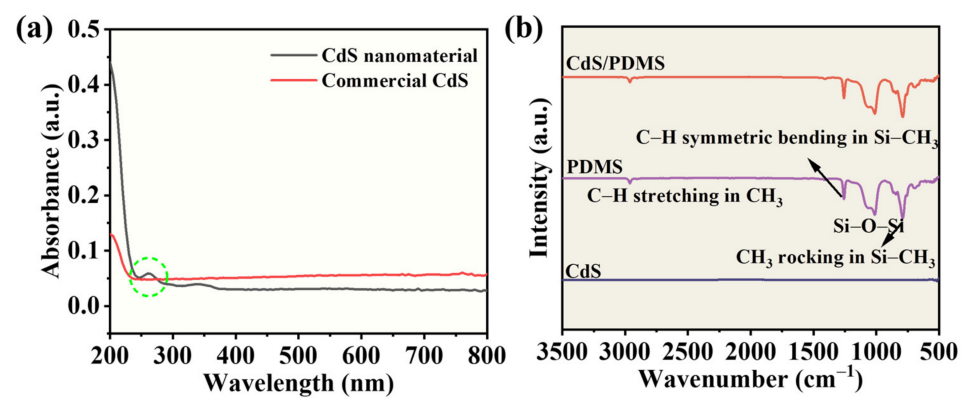 (a)
0.5
0.4
0.3
0.2
0.1
0.0
Absorbance (a.u.)
CdS nanomaterial
Commercial CdS
200 300 400 500 600 700 800
Wavelength (nm)
(b)
Intensity (a.u.)
CdS/PDMS
C–H symmetric bending in Si–CH₃
PDMS
C–H stretching in CH₃
Si–O–Si
CH₃ rocking in Si–CH₃
CdS
3500 3000 2500 2000 1500 1000 500
Wavenumber (cm⁻¹)